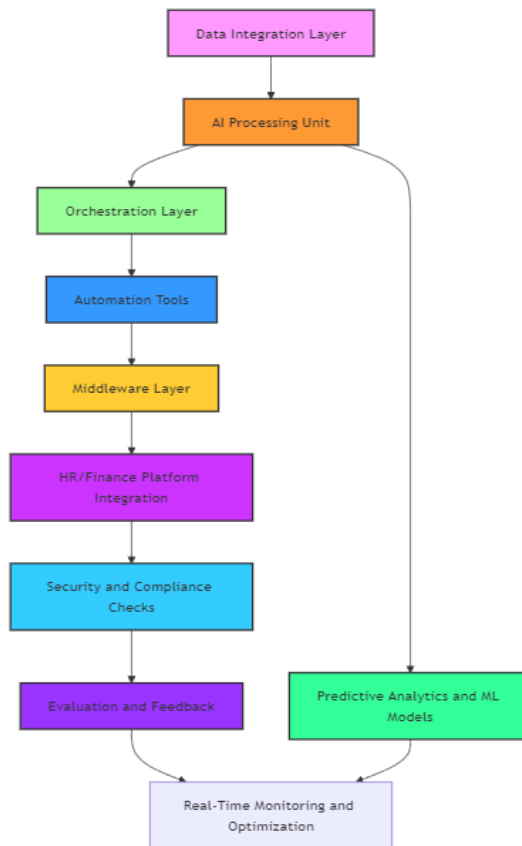 Data Integration Layer
AI Processing Unit
Orchestration Layer
Automation Tools
Middleware Layer
HR/Finance Platform
Integration
Security and Compliance
Checks
Evaluation and Feedback
Predictive Analytics and ML
Models
Real-Time Monitoring and
Optimization